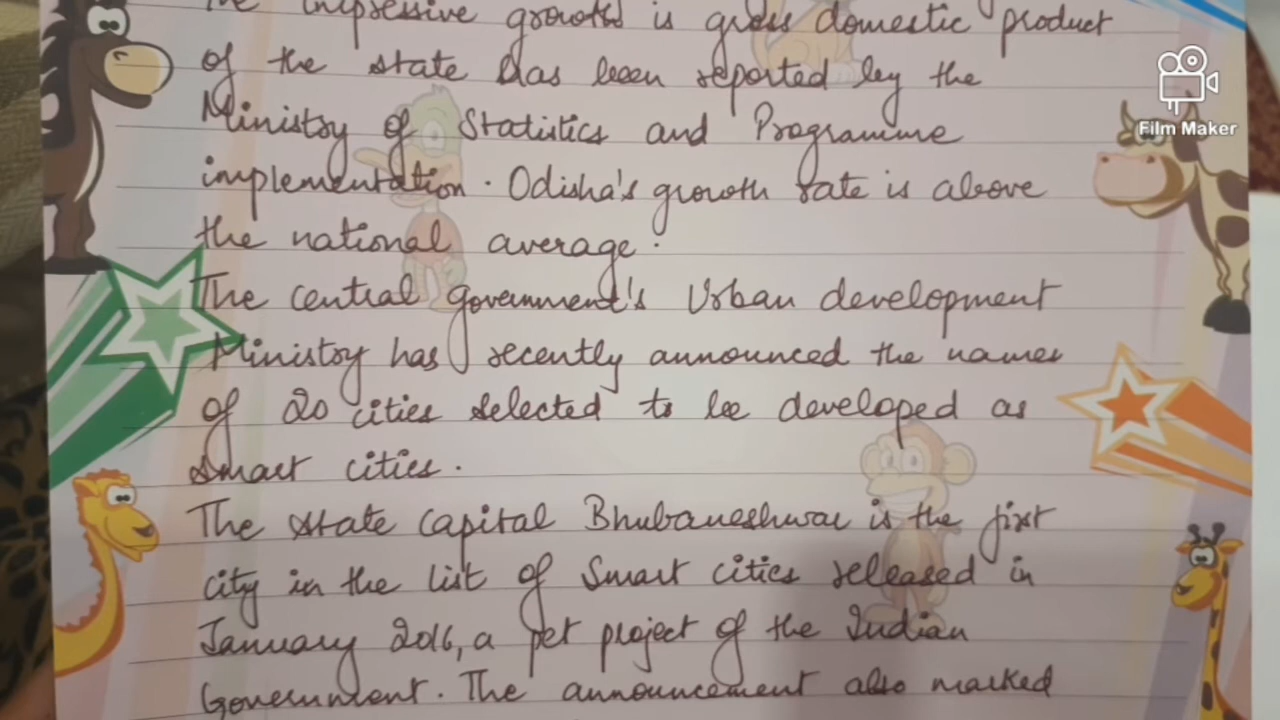 The impressive growth is gross domestic product
of the state has been reported by the
Ministry of Statistics and Programme
implementation. Odisha's growth rate is above
the national average.
The central government's Urban development
Ministry has recently announced the names
of 20 cities selected to be developed as
smart cities.
The state capital Bhubaneshwar is the first
city in the list of Smart cities released in
January 2016, a pet project of the Indian
Government. The announcement also marked
Film Maker